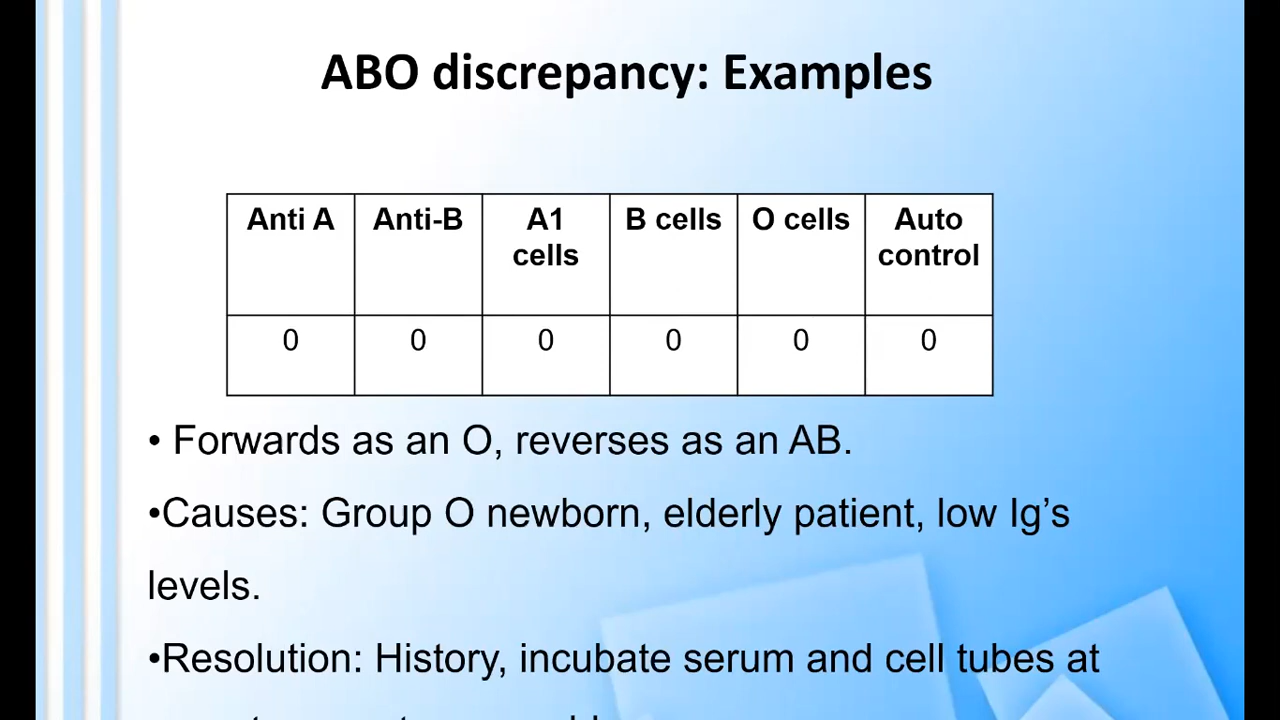 ABO discrepancy: Examples
Anti A Anti-B A1 cells B cells O cells Auto control
0 0 0 0 0 0
• Forwards as an O, reverses as an AB.
•Causes: Group O newborn, elderly patient, low Ig’s
levels.
•Resolution: History, incubate serum and cell tubes at